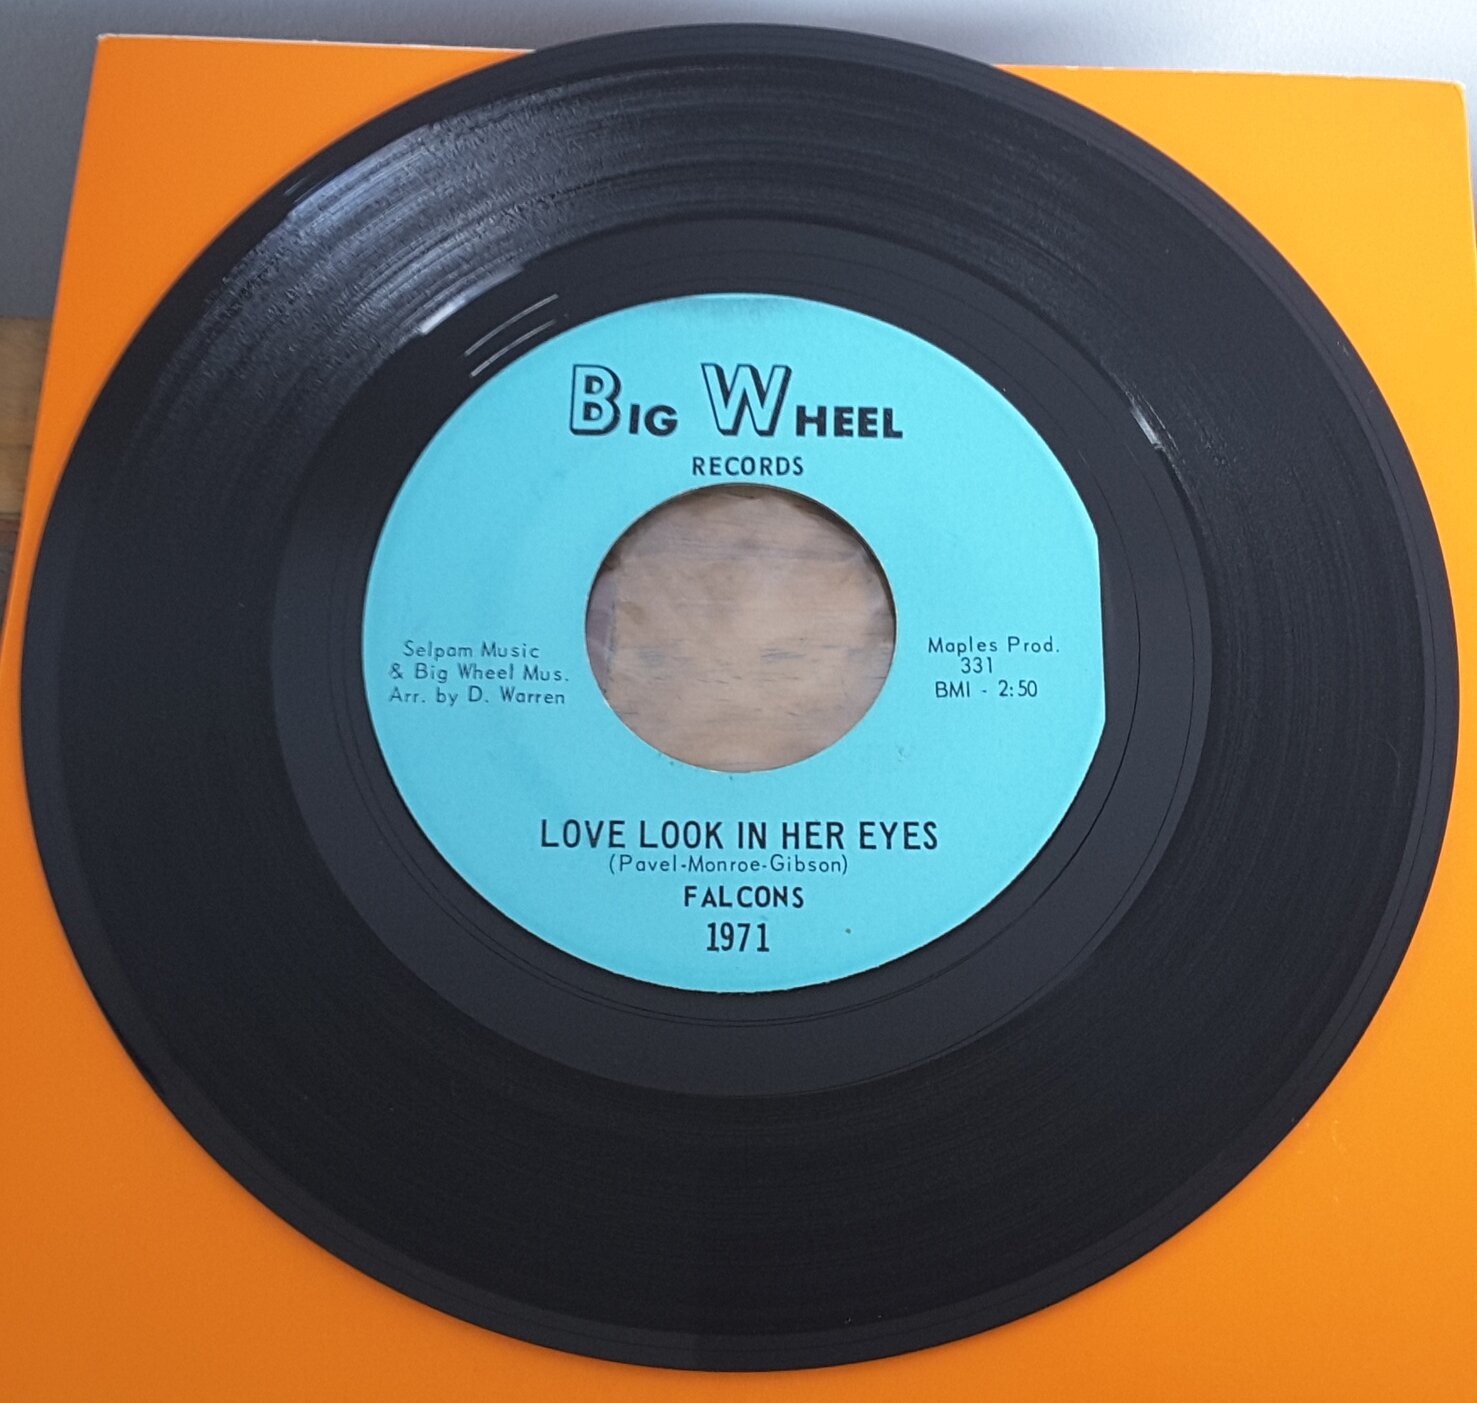 BIG WHEEL
RECORDS
Selpam Music
& Big Wheel Mus.
Arr. by D. Warren
Maples Prod.
331
BMI - 2:50
LOVE LOOK IN HER EYES
(Pavel-Monroe-Gibson)
FALCONS
1971